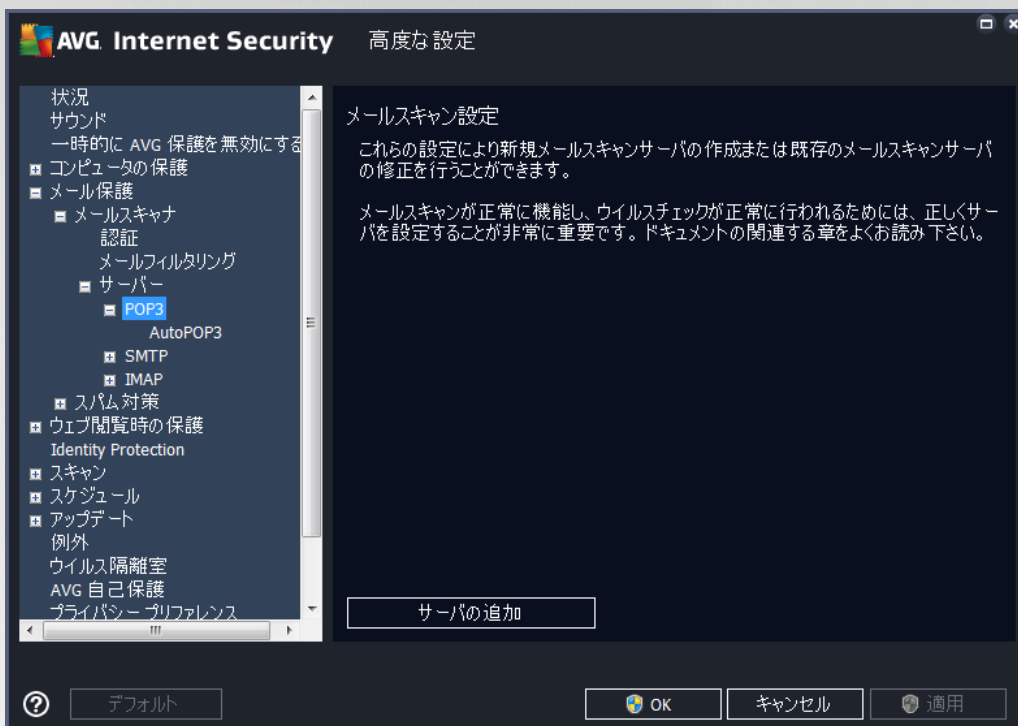 AVG Internet Security 高度な設定
状況
サウンド
一時的に AVG 保護を無効にする
コンピュータの保護
メール保護
メールスキャナ
認証
メールフィルタリング
サーバー
POP3
AutoPOP3
SMTP
IMAP
スパム対策
ウェブ閲覧時の保護
Identity Protection
スキャン
スケジュール
アップデート
例外
ウイルス隔離室
AVG 自己保護
プライバシー プリファレンス
メールスキャン設定
これらの設定により新規メールスキャンサーバの作成または既存のメールスキャンサーバ
の修正を行うことができます。
メールスキャンが正常に機能し、ウイルスチェックが正常に行われるためには、正しくサー
バを設定することが非常に重要です。ドキュメントの関連する章をよくお読み下さい。
サーバの追加
デフォルト
OK
キャンセル
適用